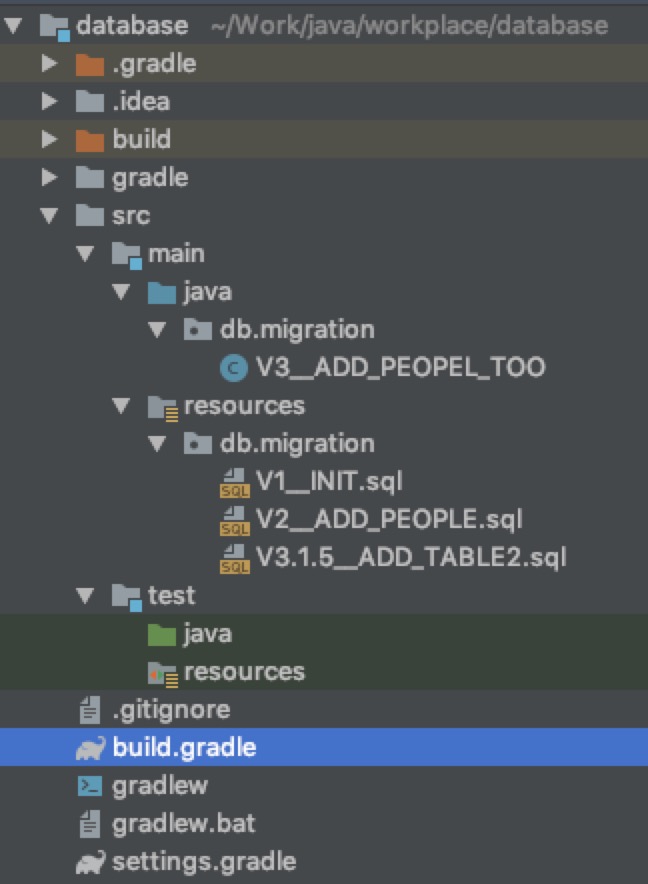 database ~/Work/java/workplace/database
.gradle
.idea
build
gradle
src
main
java
db.migration
C V3__ADD_PEOPEL_TOO
resources
db.migration
SQL V1__INIT.sql
SQL V2__ADD_PEOPLE.sql
SQL V3.1.5__ADD_TABLE2.sql
test
java
resources
.gitignore
build.gradle
gradlew
gradlew.bat
settings.gradle